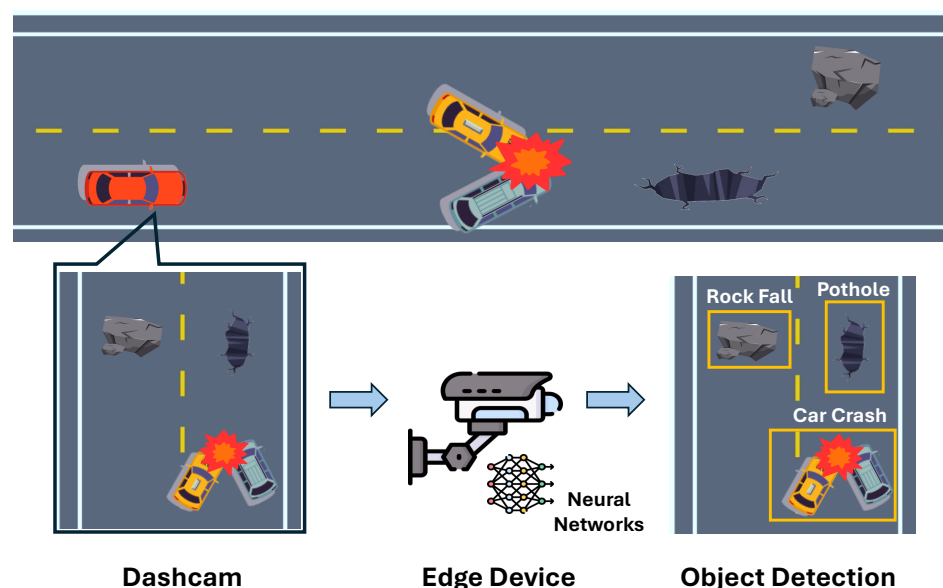 Rock Fall
Pothole
Car Crash
Neural
Networks
Dashcam
Edge Device
Object Detection